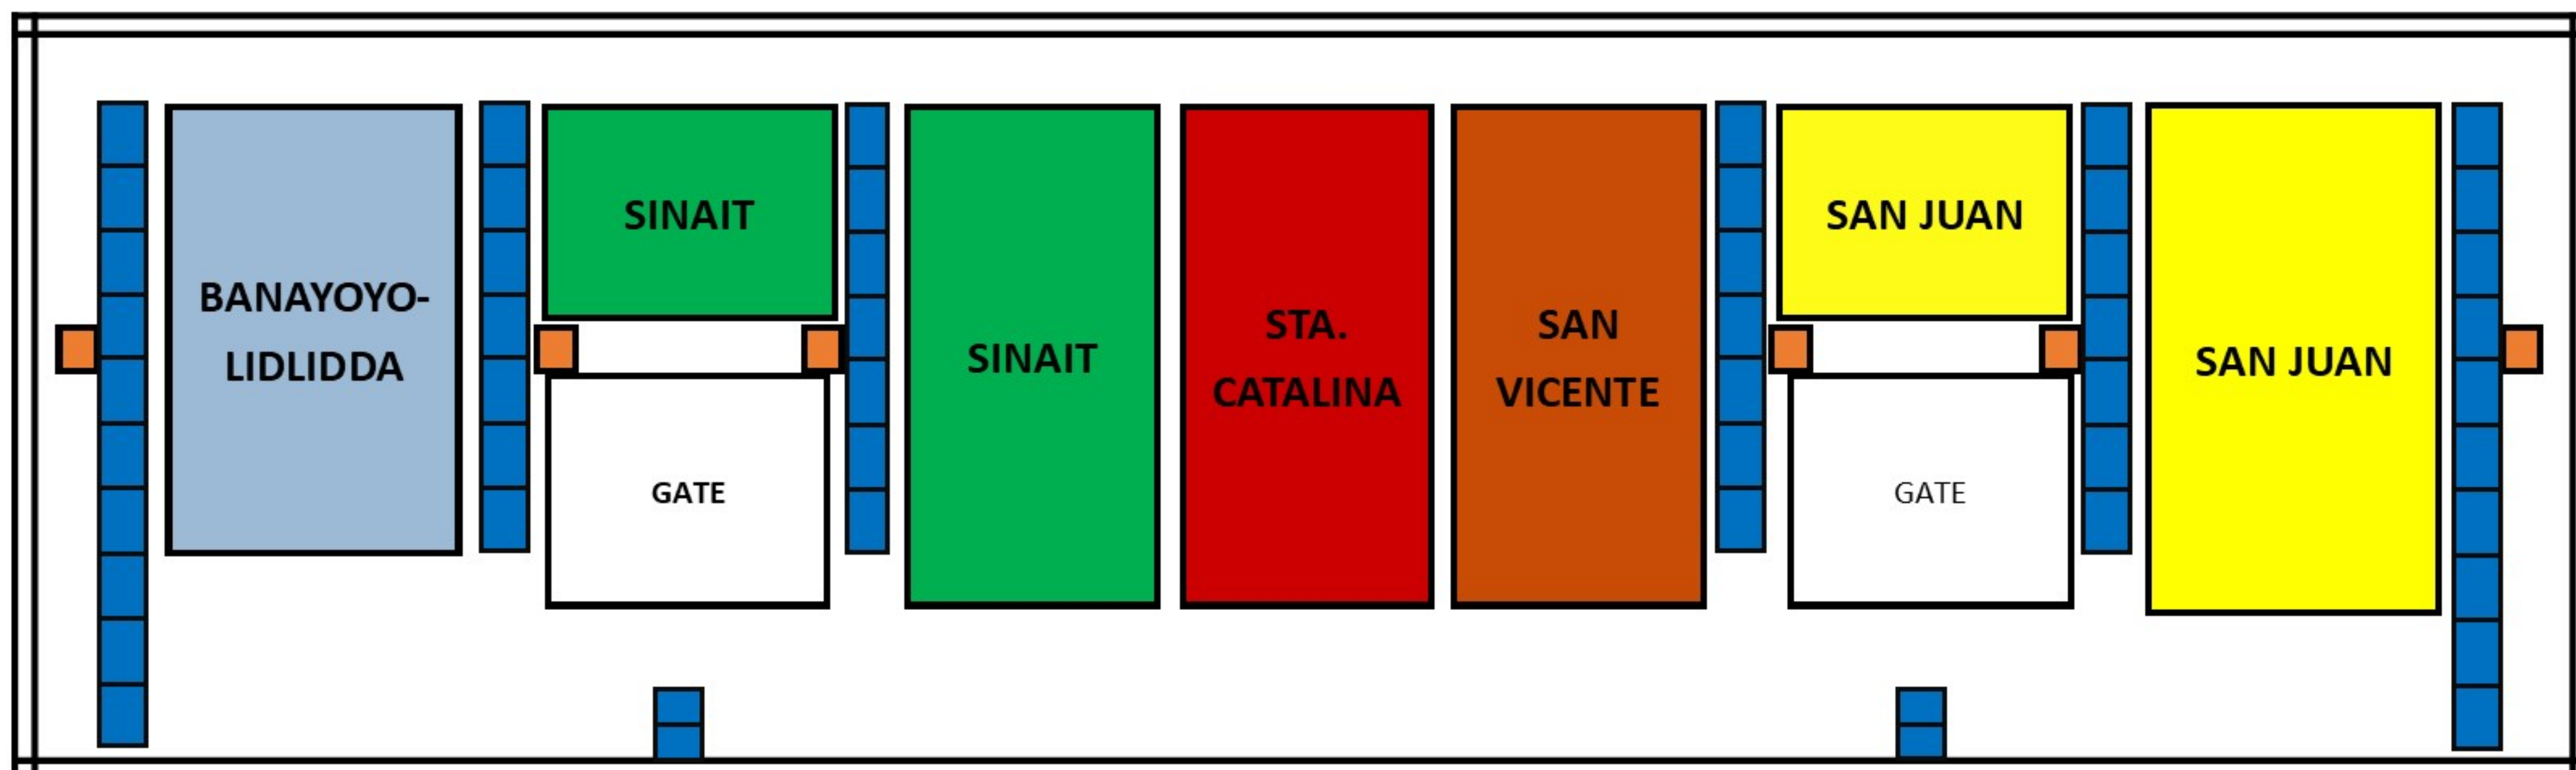 BANAYOYO-
LIDLIDDA
SINAIT
GATE
SINAIT
STA.
CATALINA
SAN
VICENTE
SAN JUAN
GATE
SAN JUAN